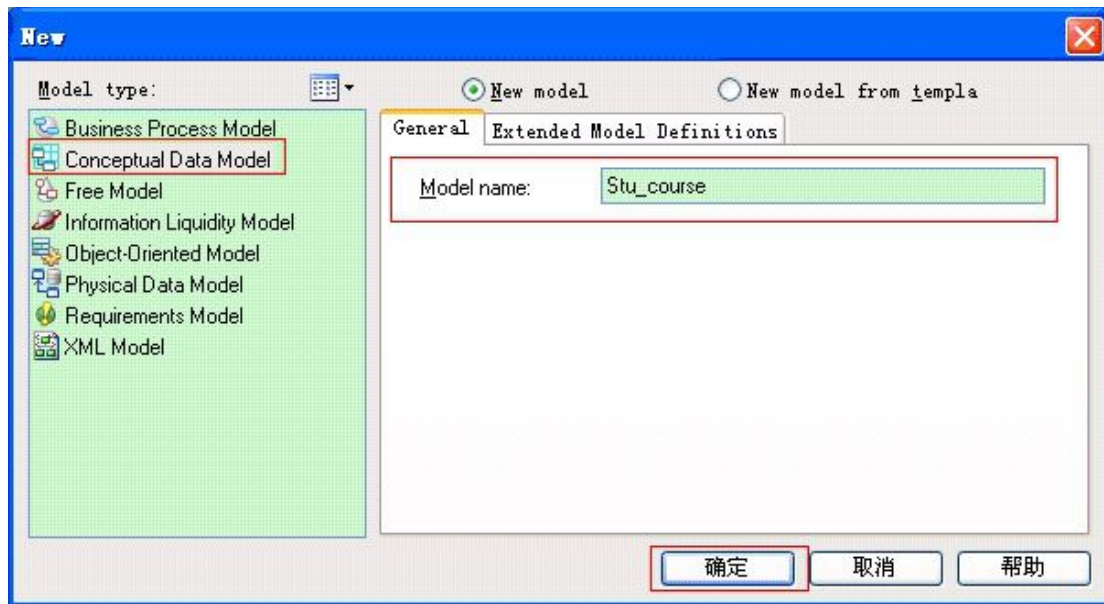 New
Model type:
New model
New model from templa
Business Process Model
Conceptual Data Model
Free Model
Information Liquidity Model
Object-Oriented Model
Physical Data Model
Requirements Model
XML Model
General
Extended Model Definitions
Model name:
Stu_course
确定
取消
帮助